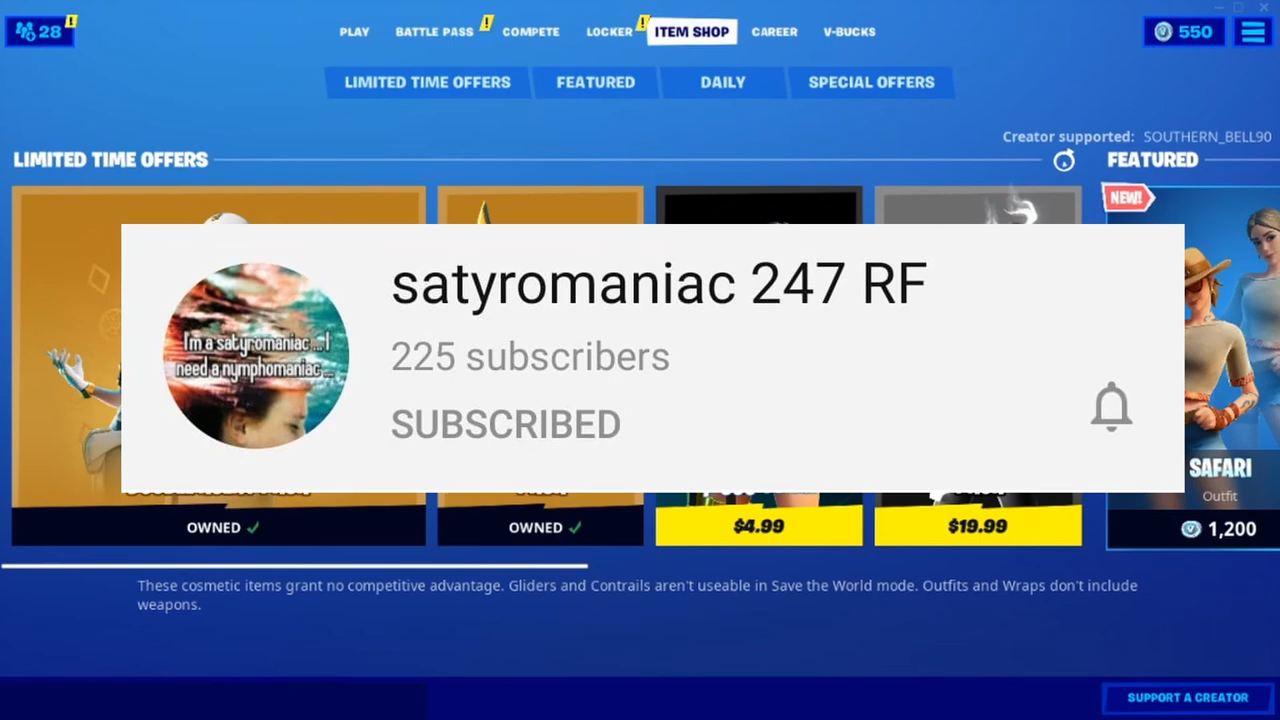 28
!
PLAY
BATTLE PASS
!
COMPETE
LOCKER
!
ITEM SHOP
CAREER
V-BUCKS
550
LIMITED TIME OFFERS
FEATURED
DAILY
SPECIAL OFFERS
Creator supported: SOUTHERN_BELL90
LIMITED TIME OFFERS
FEATURED
NEW!
satyromaniac 247 RF
225 subscribers
SUBSCRIBED
I'm a satyromaniac ... I
need a nymphomaniac ...
SAFARI
Outfit
OWNED
OWNED
$4.99
$19.99
1,200
These cosmetic items grant no competitive advantage. Gliders and Contrails aren't useable in Save the World mode. Outfits and Wraps don't include
weapons.
SUPPORT A CREATOR